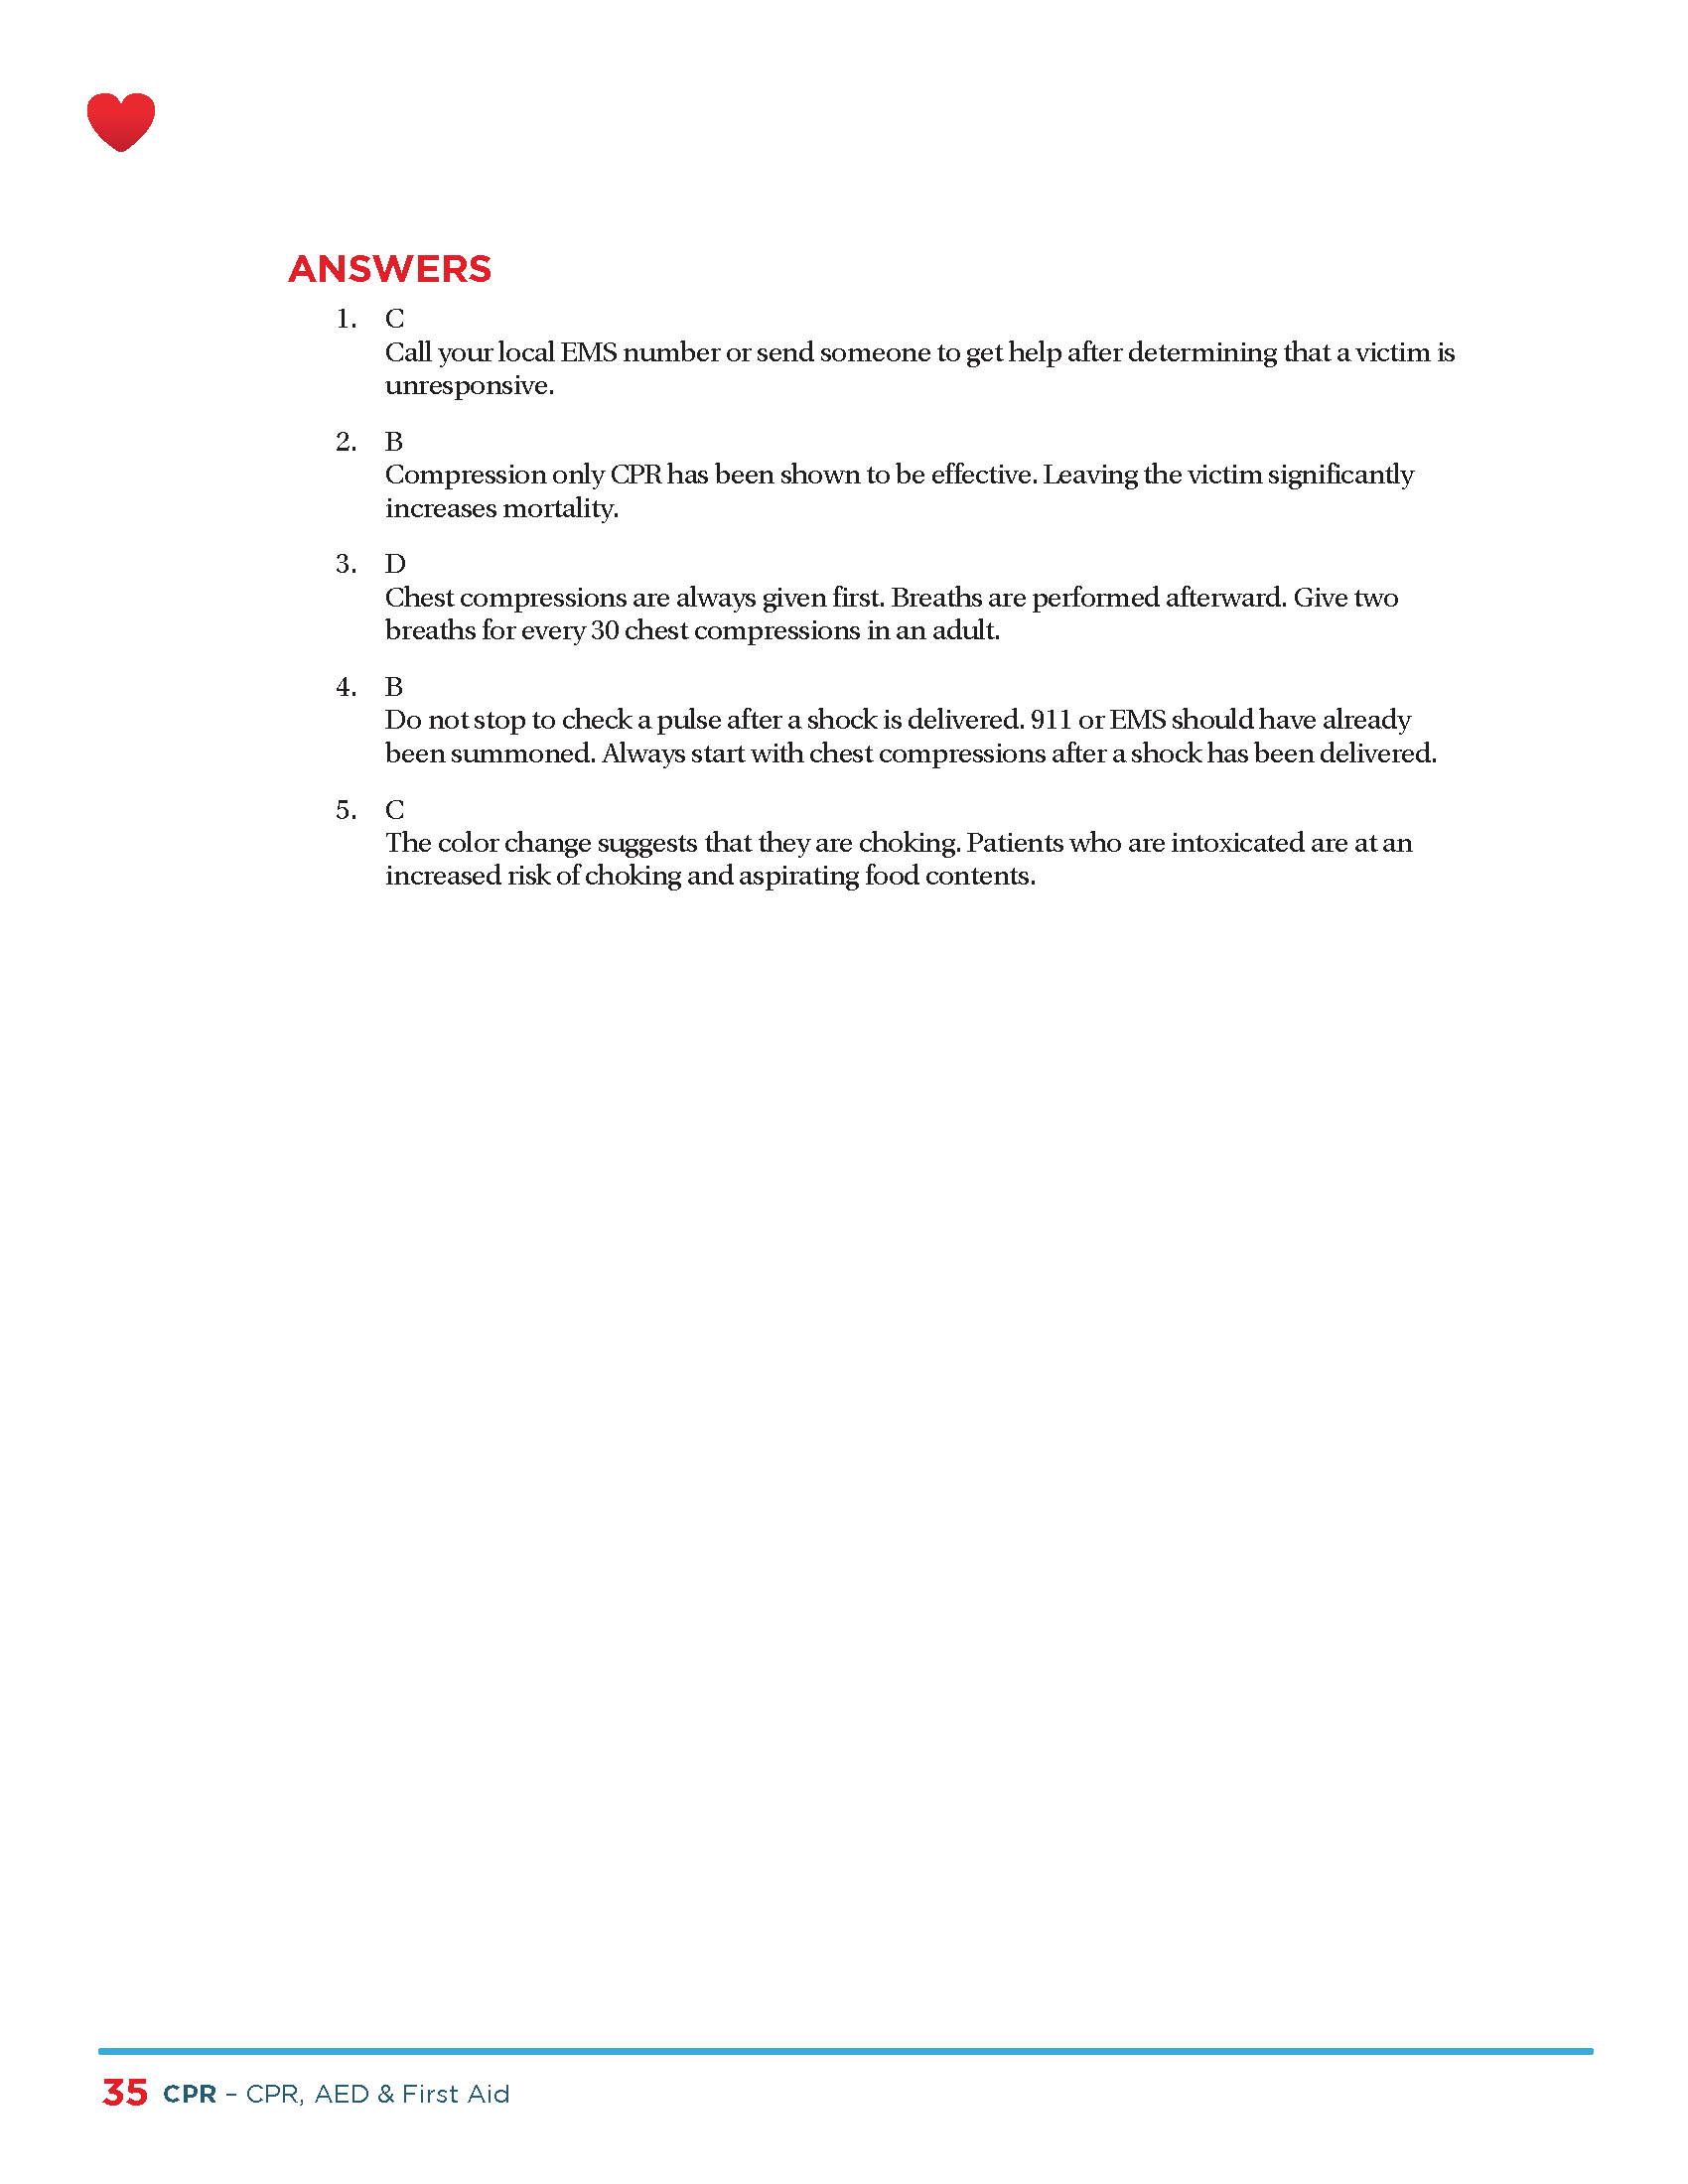 ANSWERS
1. C
Call your local EMS number or send someone to get help after determining that a victim is
unresponsive.
2. B
Compression only CPR has been shown to be effective. Leaving the victim significantly
increases mortality.
3. D
Chest compressions are always given first. Breaths are performed afterward. Give two
breaths for every 30 chest compressions in an adult.
4. B
Do not stop to check a pulse after a shock is delivered. 911 or EMS should have already
been summoned. Always start with chest compressions after a shock has been delivered.
5. C
The color change suggests that they are choking. Patients who are intoxicated are at an
increased risk of choking and aspirating food contents.
35 CPR – CPR, AED & First Aid